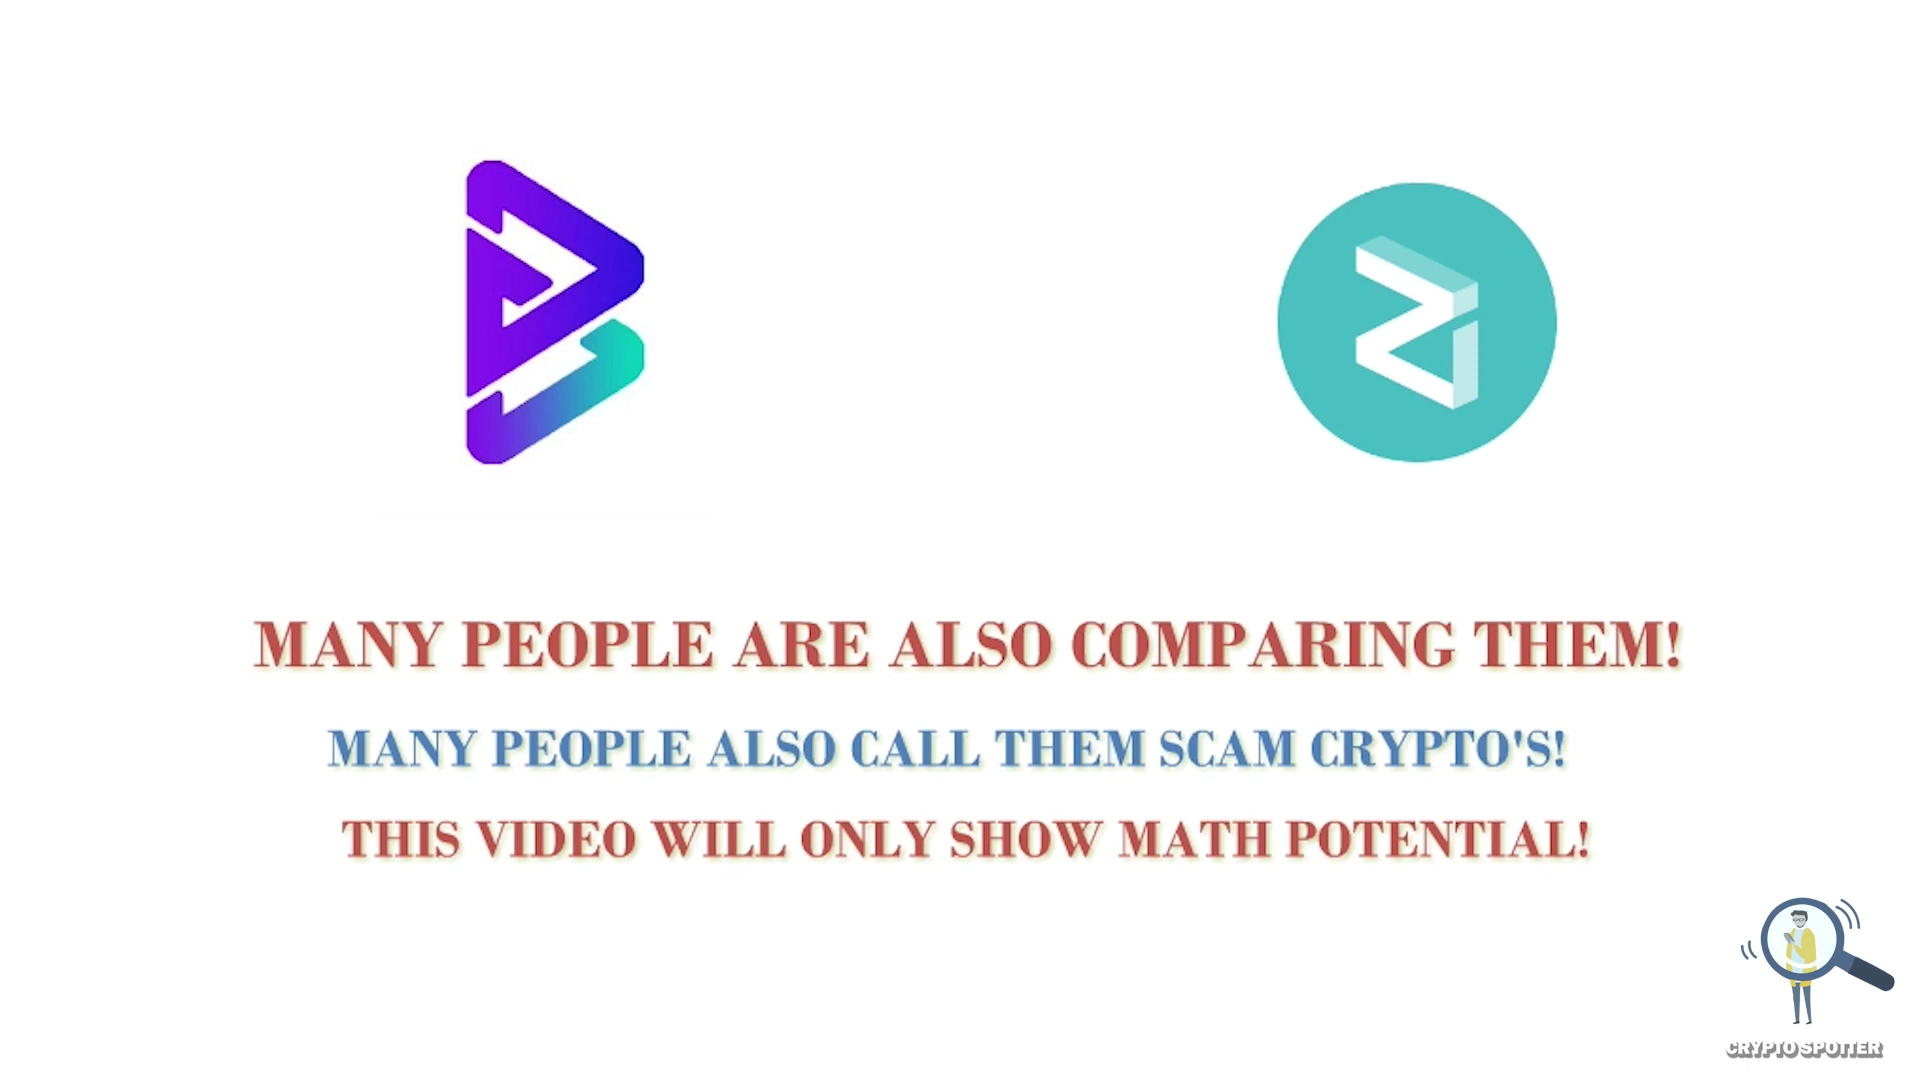 MANY PEOPLE ARE ALSO COMPARING THEM!
MANY PEOPLE ALSO CALL THEM SCAM CRYPTO'S!
THIS VIDEO WILL ONLY SHOW MATH POTENTIAL!
CRYPTO SPOTTER